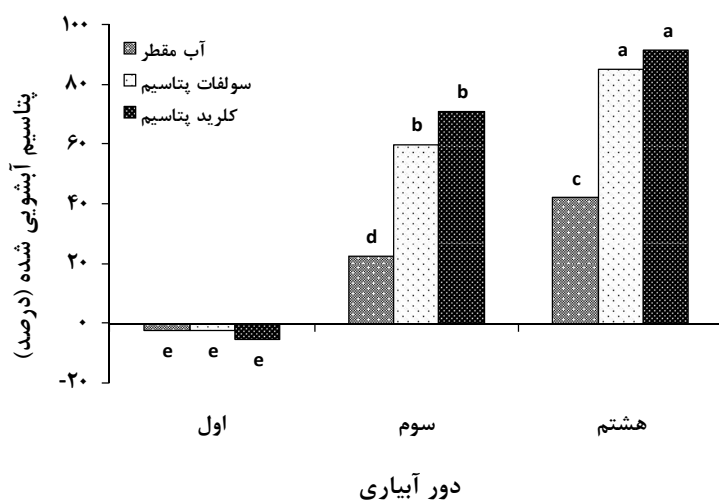 پتاسیم آبشویی شده (درصد)
۱۰۰
۸۰
۶۰
۴۰
۲۰
۰
-۲۰
آب مقطر
سولفات پتاسیم
کلرید پتاسیم
e e e
d b b
c a a
اول سوم هشتم
دور آبیاری